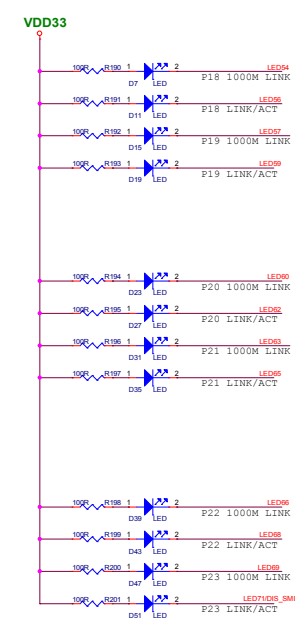 VDD33
100R R190 1 2 LED54
D7 LED P18 1000M LINK
100R R191 1 2 LED56
D11 LED P18 LINK/ACT
100R R192 1 2 LED57
D15 LED P19 1000M LINK
100R R193 1 2 LED59
D19 LED P19 LINK/ACT
100R R194 1 2 LED60
D23 LED P20 1000M LINK
100R R195 1 2 LED62
D27 LED P20 LINK/ACT
100R R196 1 2 LED63
D31 LED P21 1000M LINK
100R R197 1 2 LED65
D35 LED P21 LINK/ACT
100R R198 1 2 LED66
D39 LED P22 1000M LINK
100R R199 1 2 LED68
D43 LED P22 LINK/ACT
100R R200 1 2 LED69
D47 LED P23 1000M LINK
100R R201 1 2 LED71/DIS_SMI
D51 LED P23 LINK/ACT